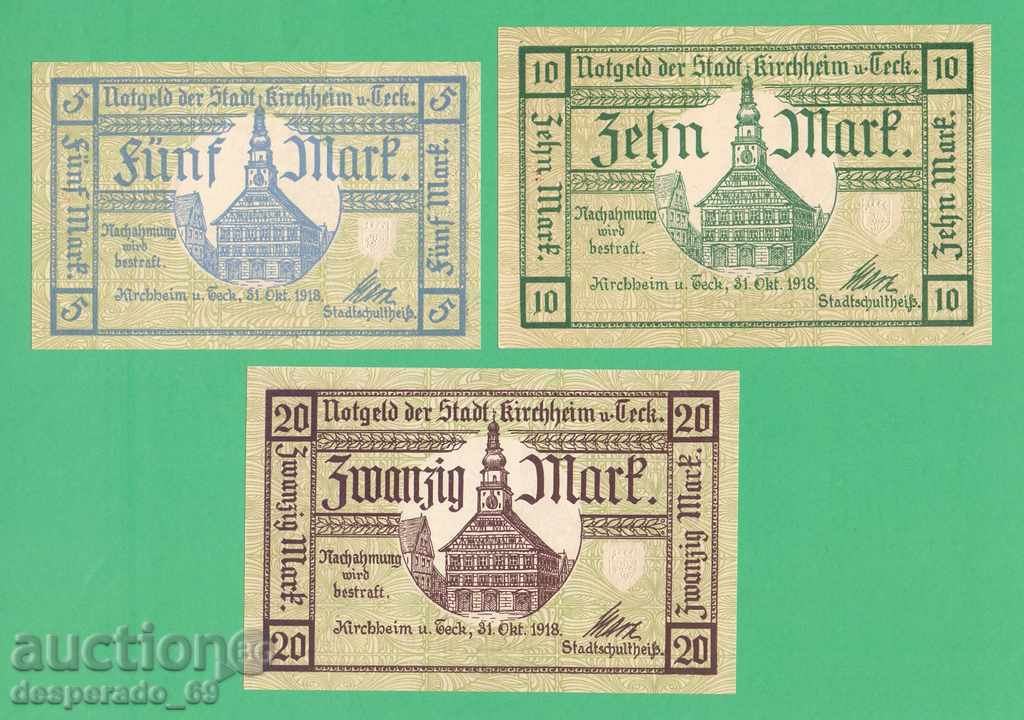 5 Notgeld der Stadt Kirchheim u. Teck. 5
Fünf Mark.
Fünf Mark.
Fünf Mark.
Nachahmung
wird
bestraft.
Kirchheim u. Teck, 31. Okt. 1918.
Stadtschultheiß.
5 5
10 Notgeld der Stadt Kirchheim u. Teck. 10
Zehn Mark.
Zehn Mark.
Zehn Mark.
Nachahmung
wird
bestraft.
Kirchheim u. Teck, 31. Okt. 1918.
Stadtschultheiß.
10 10
20 Notgeld der Stadt Kirchheim u. Teck. 20
Zwanzig Mark.
Zwanzig Mark.
Zwanzig Mark.
Nachahmung
wird
bestraft.
Kirchheim u. Teck, 31. Okt. 1918.
Stadtschultheiß.
20 20
auction.BG
desperado_69